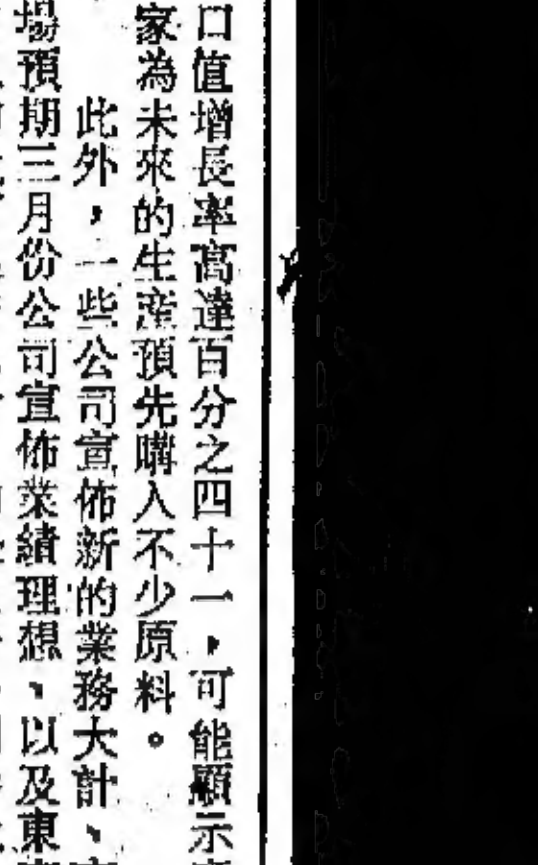 口值增長率高達百分之四十一，可能顯示
家為未來的生產預先購入不少原料。
此外，一些公司宣佈新的業務大計、
場預期三月份公司宣佈業績理想、以及東